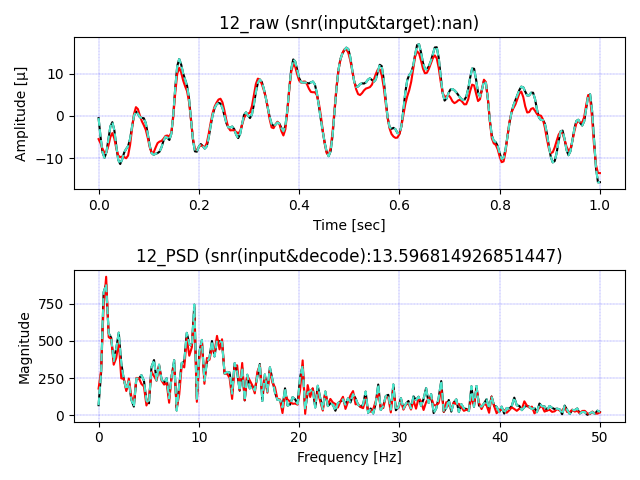 12_raw (snr(input&target):nan)
Amplitude [µ]
10
0
−10
0.0 0.2 0.4 0.6 0.8 1.0
Time [sec]
12_PSD (snr(input&decode):13.596814926851447)
Magnitude
750
500
250
0
0 10 20 30 40 50
Frequency [Hz]